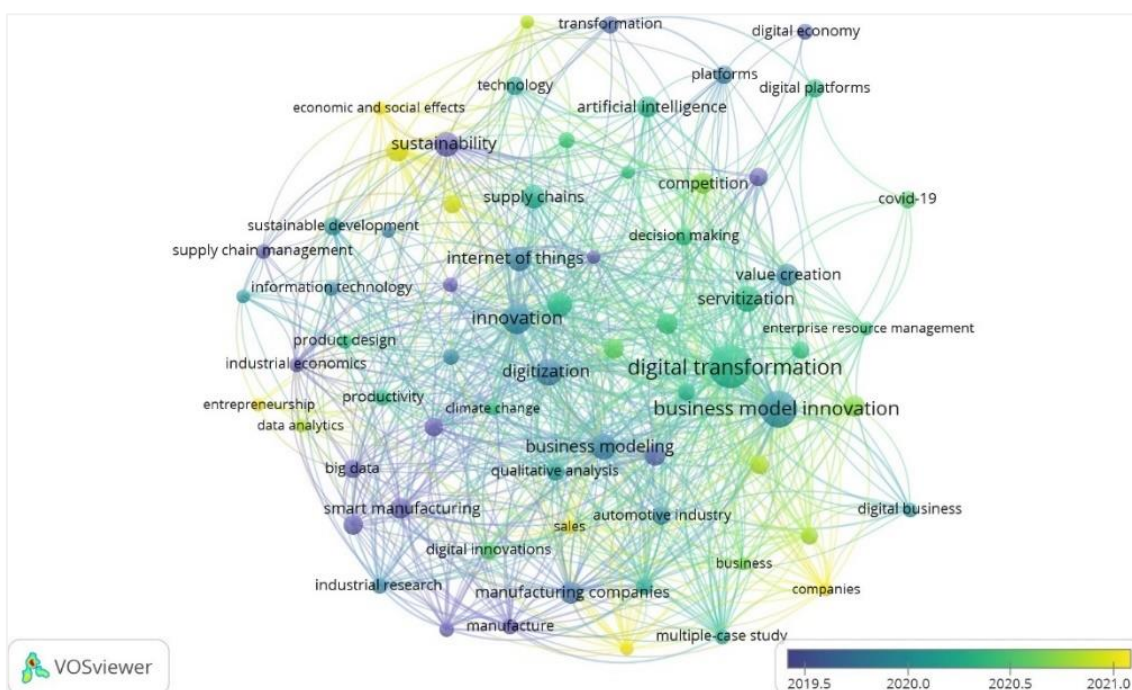 transformation
digital economy
technology
platforms
digital platforms
economic and social effects
artificial intelligence
sustainability
supply chains
competition
covid-19
sustainable development
decision making
supply chain management
internet of things
value creation
information technology
servitization
innovation
enterprise resource management
product design
industrial economics
digitization
digital transformation
productivity
entrepreneurship
climate change
business model innovation
data analytics
business modeling
big data
qualitative analysis
smart manufacturing
automotive industry
digital business
sales
digital innovations
business
industrial research
manufacturing companies
companies
manufacture
multiple-case study
VOSviewer
2019.5 2020.0 2020.5 2021.0